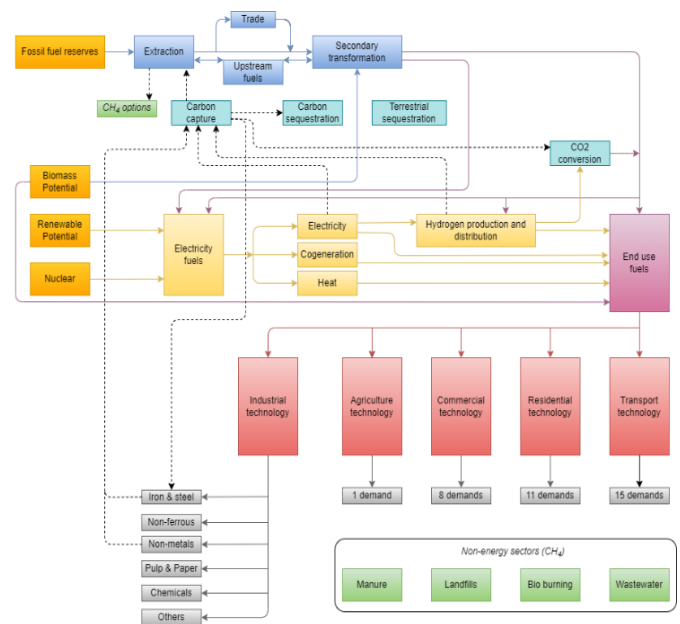 Trade
Fossil fuel reserves
Extraction
Secondary
transformation
Upstream
fuels
CH4 options
Carbon
capture
Carbon
sequestration
Terrestrial
sequestration
CO2
conversion
Biomass
Potential
Renewable
Potential
Nuclear
Electricity
fuels
Electricity
Cogeneration
Heat
Hydrogen production and
distribution
End use
fuels
Industrial
technology
Agriculture
technology
Commercial
technology
Residential
technology
Transport
technology
Iron & steel
1 demand
8 demands
11 demands
15 demands
Non-ferrous
Non-metals
Pulp & Paper
Chemicals
Others
Non-energy sectors (CH4)
Manure
Landfills
Bio burning
Wastewater